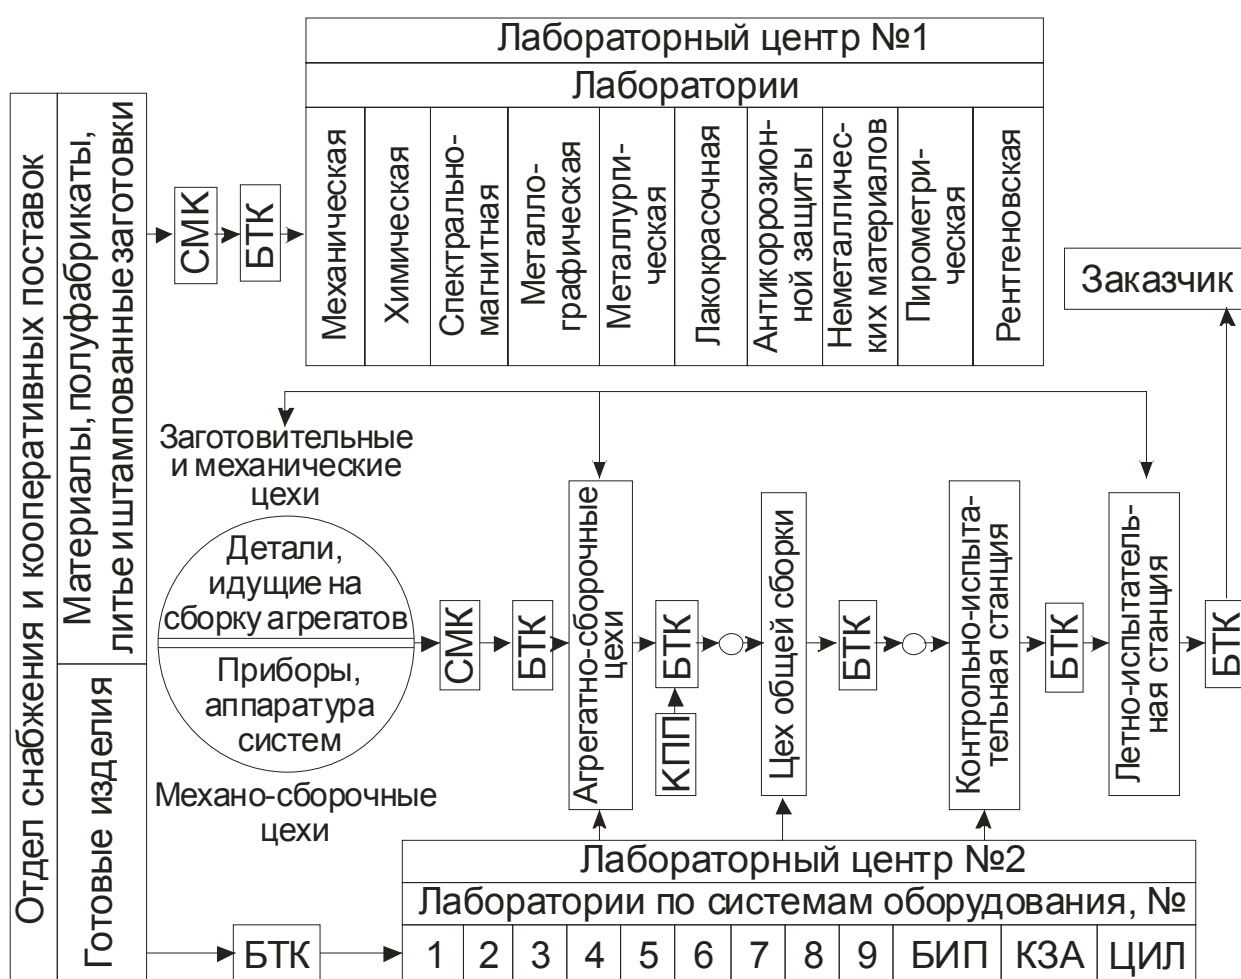 Лабораторный центр №1
Лаборатории
Механическая
Химическая
Спектрально-
магнитная
Металло-
графическая
Металлурги-
ческая
Лакокрасочная
Антикоррозион-
ной защиты
Неметалличес-
ких материалов
Пирометри-
ческая
Рентгеновская
Отдел снабжения и кооперативных поставок
Материалы, полуфабрикаты,
литье и штампованные заготовки
Готовые изделия
СМК
БТК
Заказчик
Заготовительные
и механические
цехи
Детали,
идущие на
сборку агрегатов
Приборы,
аппаратура
систем
Механо-сборочные
цехи
СМК
БТК
Агрегатно-сборочные
цехи
БТК
КПП
Цех общей сборки
БТК
Контрольно-испыта-
тельная станция
БТК
Летно-испытатель-
ная станция
БТК
БТК
Лабораторный центр №2
Лаборатории по системам оборудования, №
1 2 3 4 5 6 7 8 9 БИП КЗА ЦИЛ